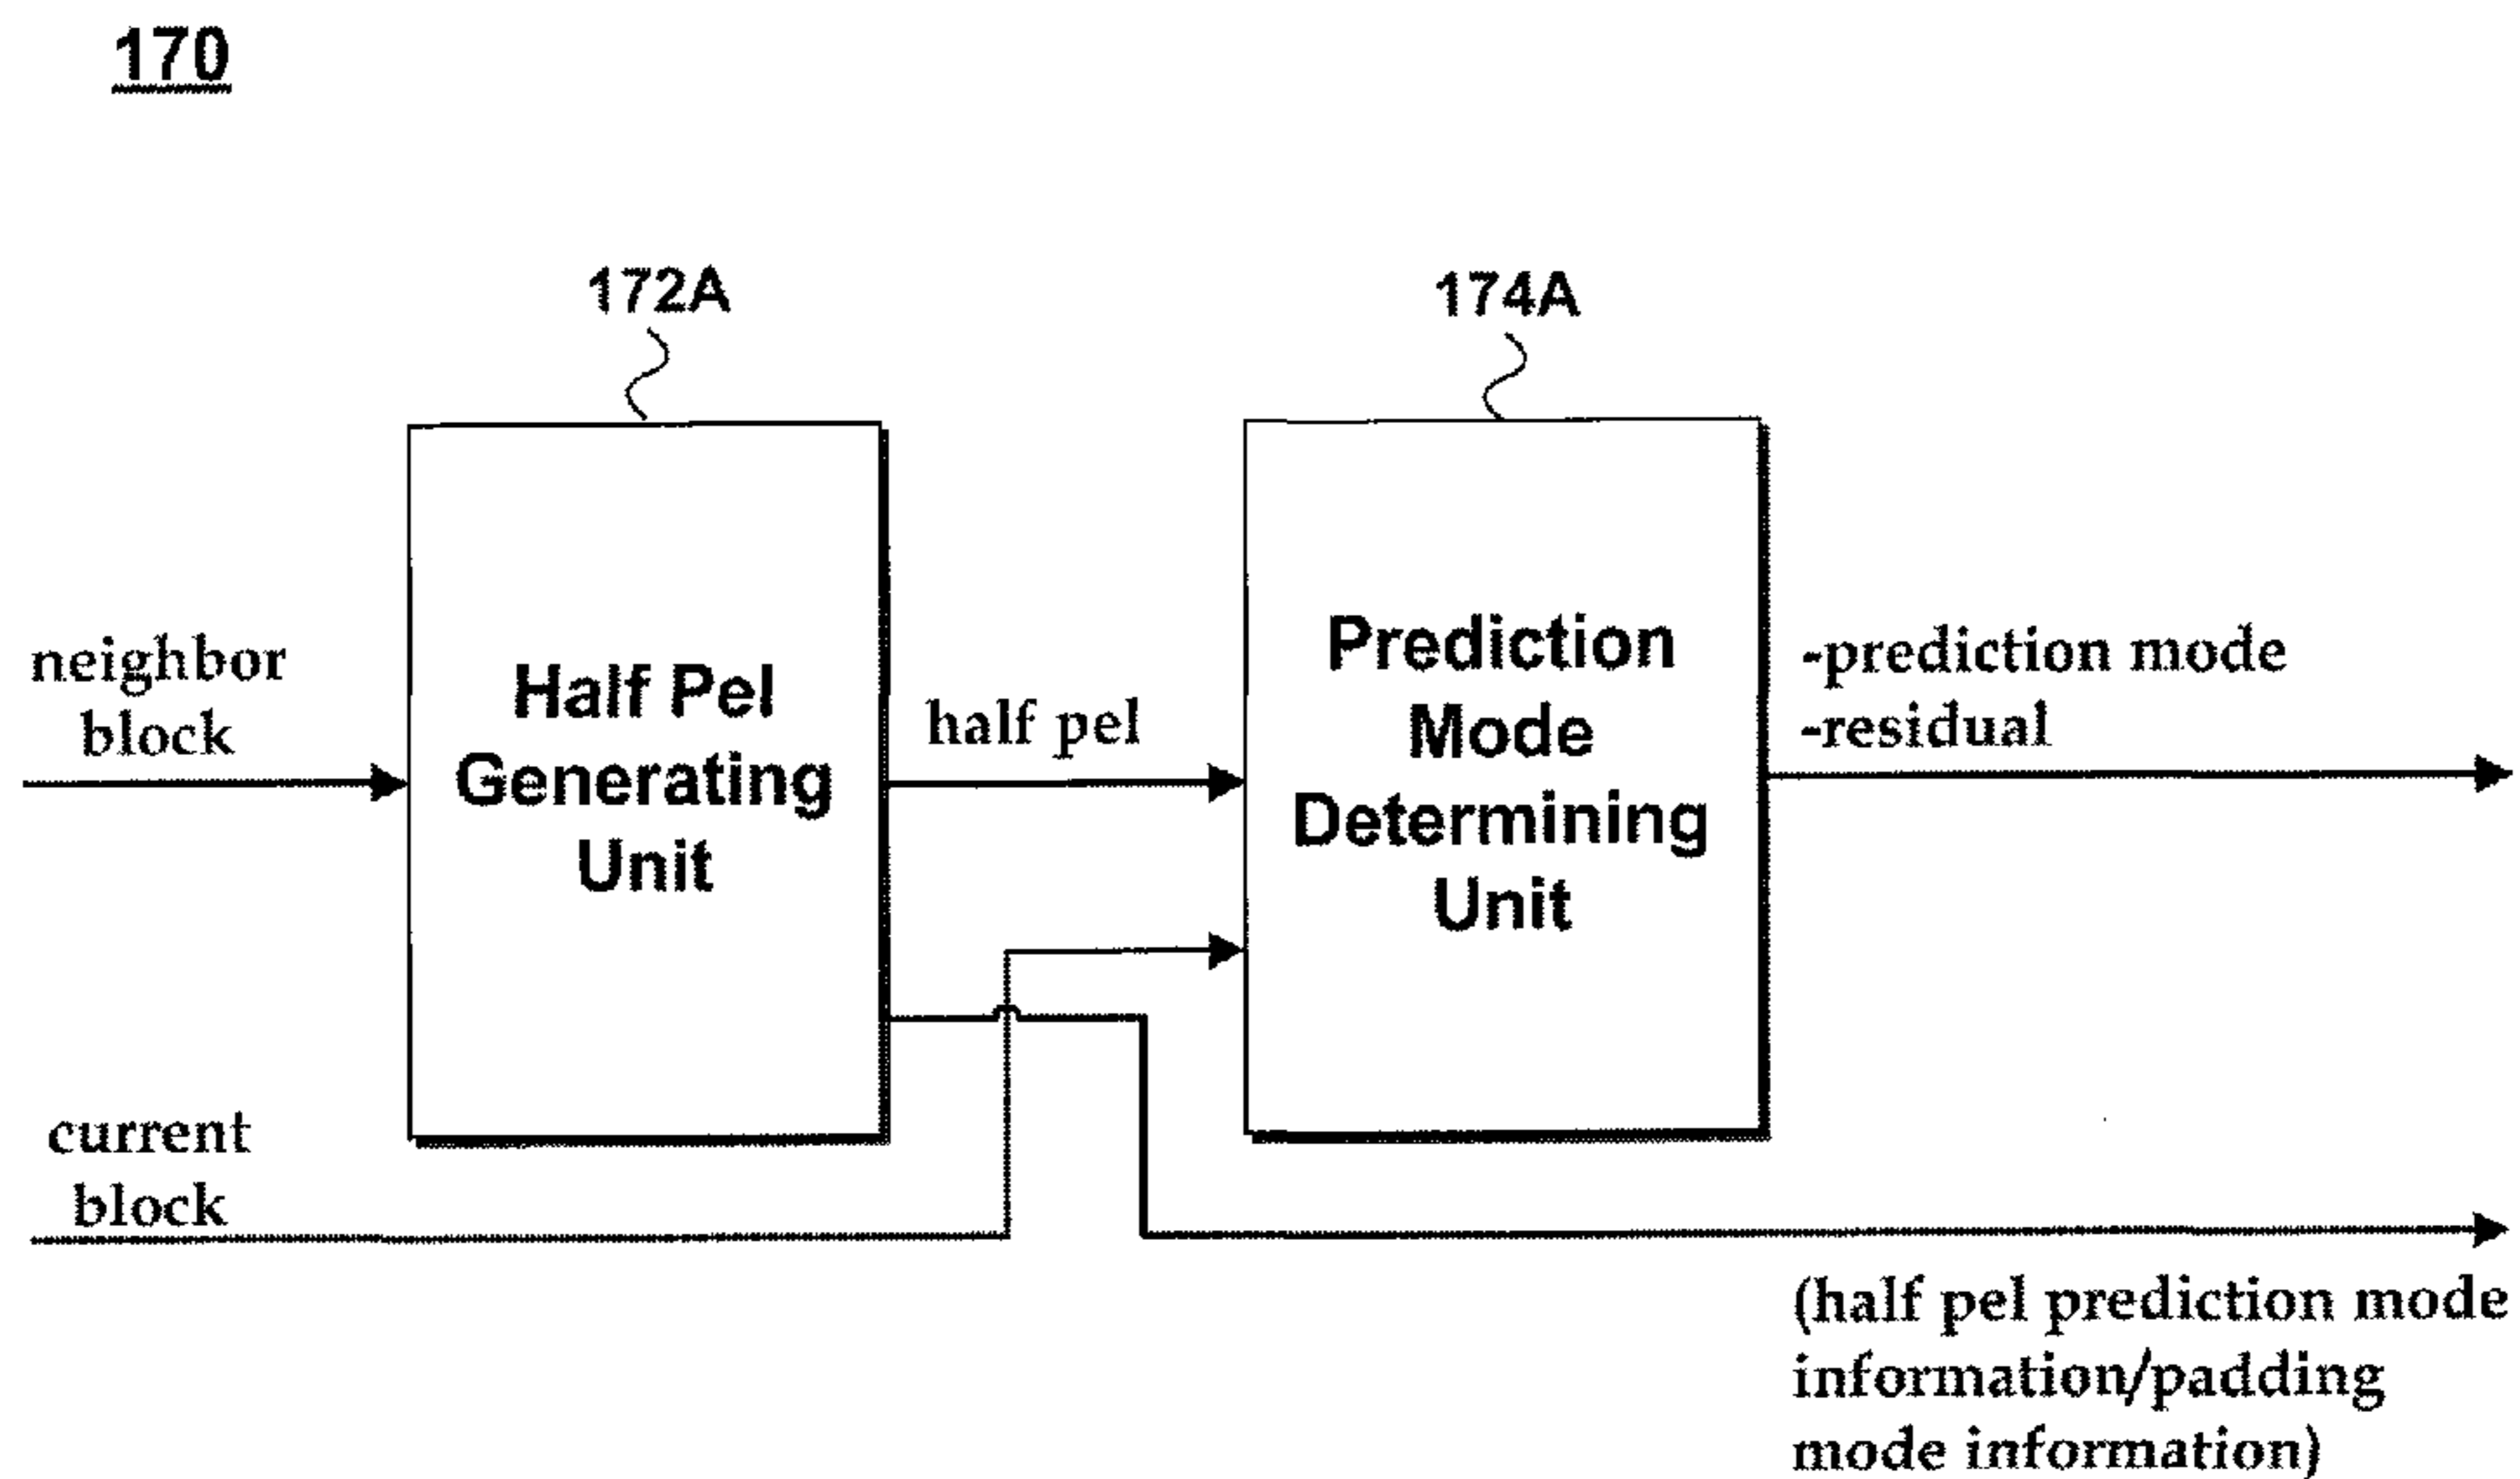 170
172A
174A
neighbor
block
Half Pel
Generating
Unit
half pel
Prediction
Mode
Determining
Unit
-prediction mode
-residual
current
block
(half pel prediction mode
information/padding
mode information)